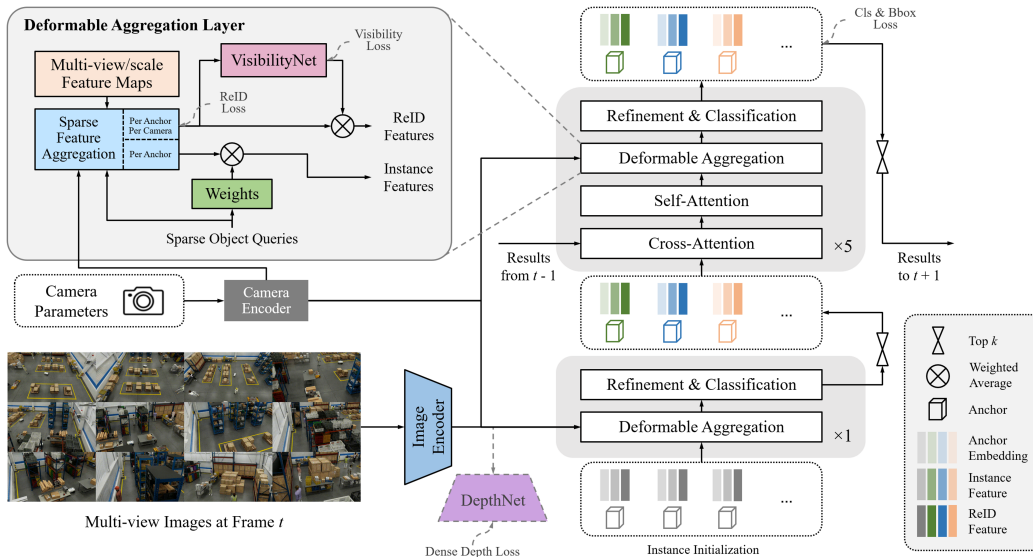 Deformable Aggregation Layer
Visibility
Loss
VisibilityNet
Multi-view/scale
Feature Maps
ReID
Loss
Sparse
Feature
Aggregation
Per Anchor
Per Camera
Per Anchor
ReID
Features
Instance
Features
Weights
Sparse Object Queries
Camera
Parameters
Camera
Encoder
Multi-view Images at Frame t
Image
Encoder
DepthNet
Dense Depth Loss
Cls & Bbox
Loss
...
Refinement & Classification
Deformable Aggregation
Self-Attention
Cross-Attention
×5
Results
from t - 1
Results
to t + 1
...
Refinement & Classification
Deformable Aggregation
×1
...
Instance Initialization
Top k
Weighted
Average
Anchor
Anchor
Embedding
Instance
Feature
ReID
Feature